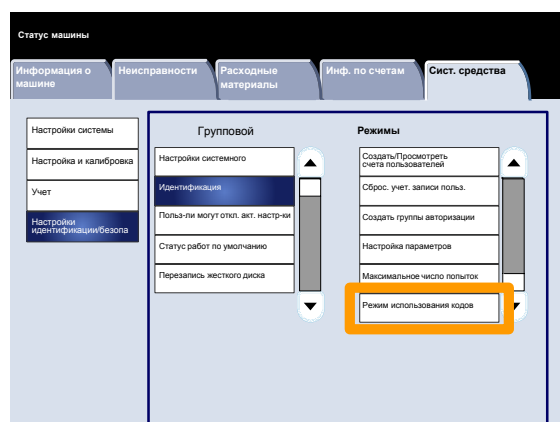 Статус машины
Информация о
машине
Неисправности
Расходные
материалы
Инф. по счетам
Сист. средства
Настройки системы
Настройка и калибровка
Учет
Настройки
идентификации/безопа
Групповой
Настройки системного
Идентификация
Польз-ли могут откл. акт. настр-ки
Статус работ по умолчанию
Перезапись жесткого диска
Режимы
Создать/Просмотреть
счета пользователей
Сброс. учет. записи польз.
Создать группы авторизации
Настройка параметров
Максимальное число попыток
Режим использования кодов